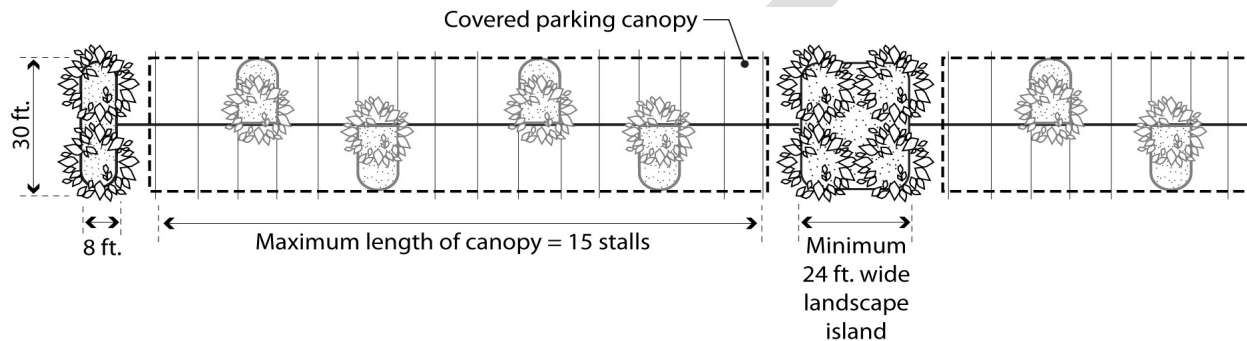 Covered parking canopy
30 ft.
8 ft.
Maximum length of canopy = 15 stalls
Minimum
24 ft. wide
landscape
island